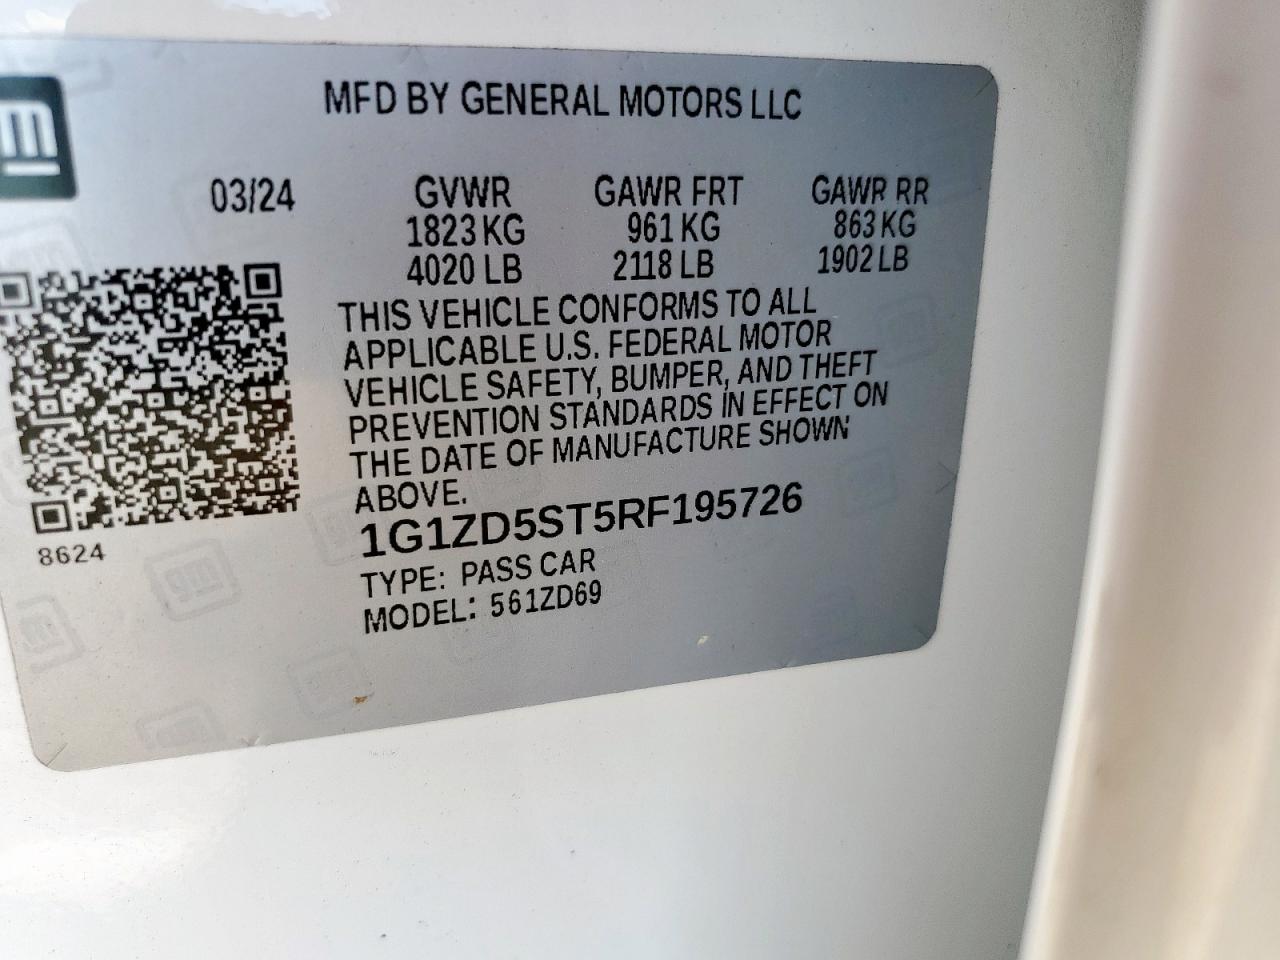 MFD BY GENERAL MOTORS LLC
gm
03/24 GVWR GAWR FRT GAWR RR
1823 KG 961 KG 863 KG
4020 LB 2118 LB 1902 LB
THIS VEHICLE CONFORMS TO ALL
APPLICABLE U.S. FEDERAL MOTOR
VEHICLE SAFETY, BUMPER, AND THEFT
PREVENTION STANDARDS IN EFFECT ON
THE DATE OF MANUFACTURE SHOWN
ABOVE.
1G1ZD5ST5RF195726
8624
TYPE: PASS CAR
MODEL: 561ZD69